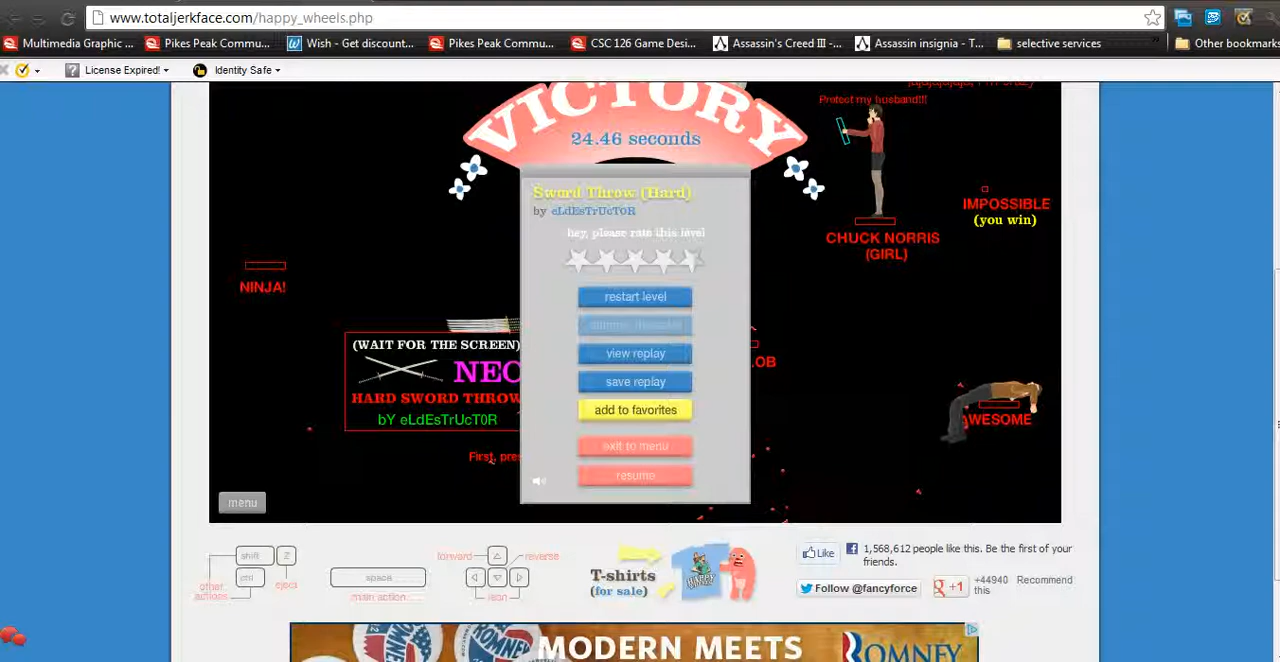 www.totaljerkface.com/happy_wheels.php
Multimedia Graphic ...
Pikes Peak Commu...
Wish - Get discount...
Pikes Peak Commu...
CSC 126 Game Desi...
Assassin's Creed III -...
Assassin insignia - T...
selective services
»
Other bookmarks
License Expired!
Identity Safe
VICTORY
24.46 seconds
Protect my husband!!!
Sword Throw (Hard)
by eLdEsTrUcT0R
hey, please rate this level
IMPOSSIBLE
(you win)
CHUCK NORRIS
(GIRL)
NINJA!
restart level
(WAIT FOR THE SCREEN)
view replay
NEO
save replay
HARD SWORD THROW
bY eLdEsTrUcT0R
add to favorites
AWESOME
First, pres
exit to menu
resume
menu
shift
Z
ctrl
eject
other
actions
space
main action
forward
reverse
lean
T-shirts
(for sale)
Like
1,568,612 people like this. Be the first of your
friends.
Follow @fancyforce
+1
+44940
Recommend
this
ROMNEY
MODERN MEETS
ROMNEY